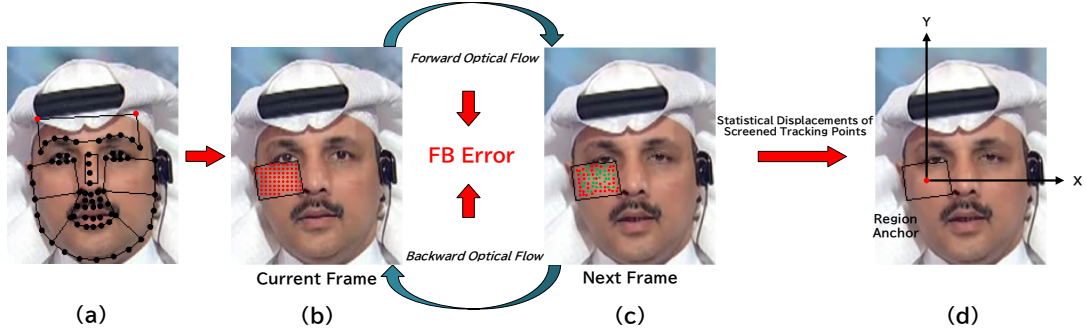 Forward Optical Flow
FB Error
Backward Optical Flow
Statistical Displacements of
Screened Tracking Points
Y
X
Region
Anchor
Current Frame
Next Frame
(a)
(b)
(c)
(d)